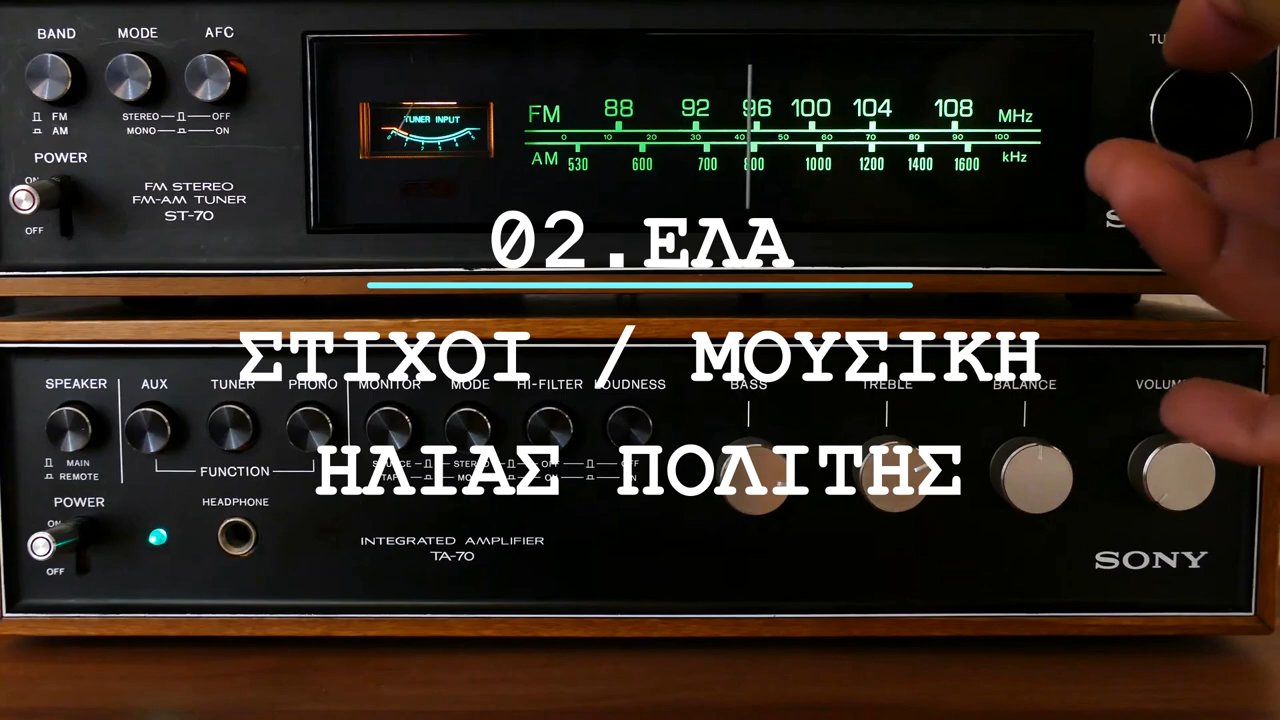 BAND MODE AFC
FM STEREO OFF
AM MONO ON
POWER
ON
OFF
FM STEREO
FM-AM TUNER
ST-70
TUNER INPUT
FM 88 92 96 100 104 108 MHz
0 10 20 30 40 50 60 70 80 90 100
AM 530 600 700 800 1000 1200 1400 1600 kHz
02.ΕΛΑ
ΣΤΙΧΟΙ / ΜΟΥΣΙΚΗ
ΗΛΙΑΣ ΠΟΛΙΤΗΣ
SPEAKER AUX TUNER PHONO MONITOR MODE HI-FILTER LOUDNESS BASS TREBLE BALANCE
MAIN
REMOTE
FUNCTION
POWER
ON
OFF
HEADPHONE
INTEGRATED AMPLIFIER
TA-70
SONY